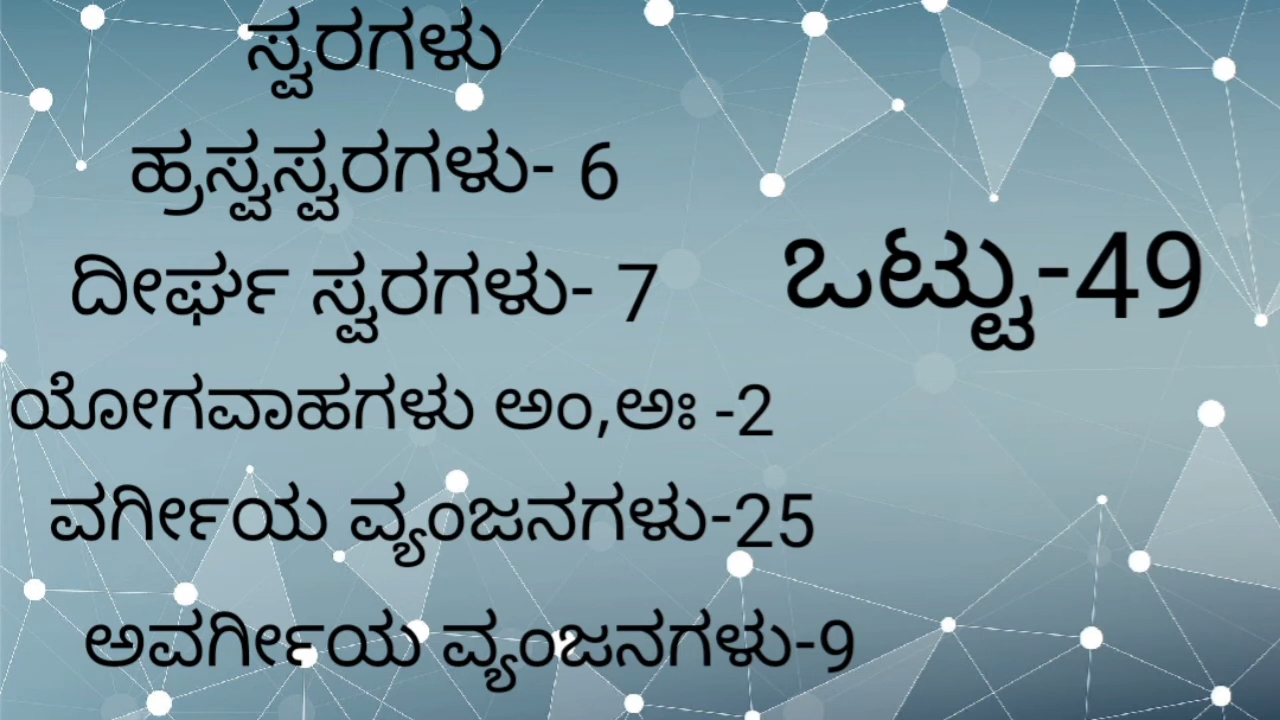 ಸ್ವರಗಳು
ಹ್ರಸ್ವಸ್ವರಗಳು- 6
ದೀರ್ಘ ಸ್ವರಗಳು- 7
ಒಟ್ಟು-49
ಯೋಗವಾಹಗಳು ಅಂ,ಅಃ -2
ವರ್ಗೀಯ ವ್ಯಂಜನಗಳು-25
ಅವರ್ಗೀಯ ವ್ಯಂಜನಗಳು-9